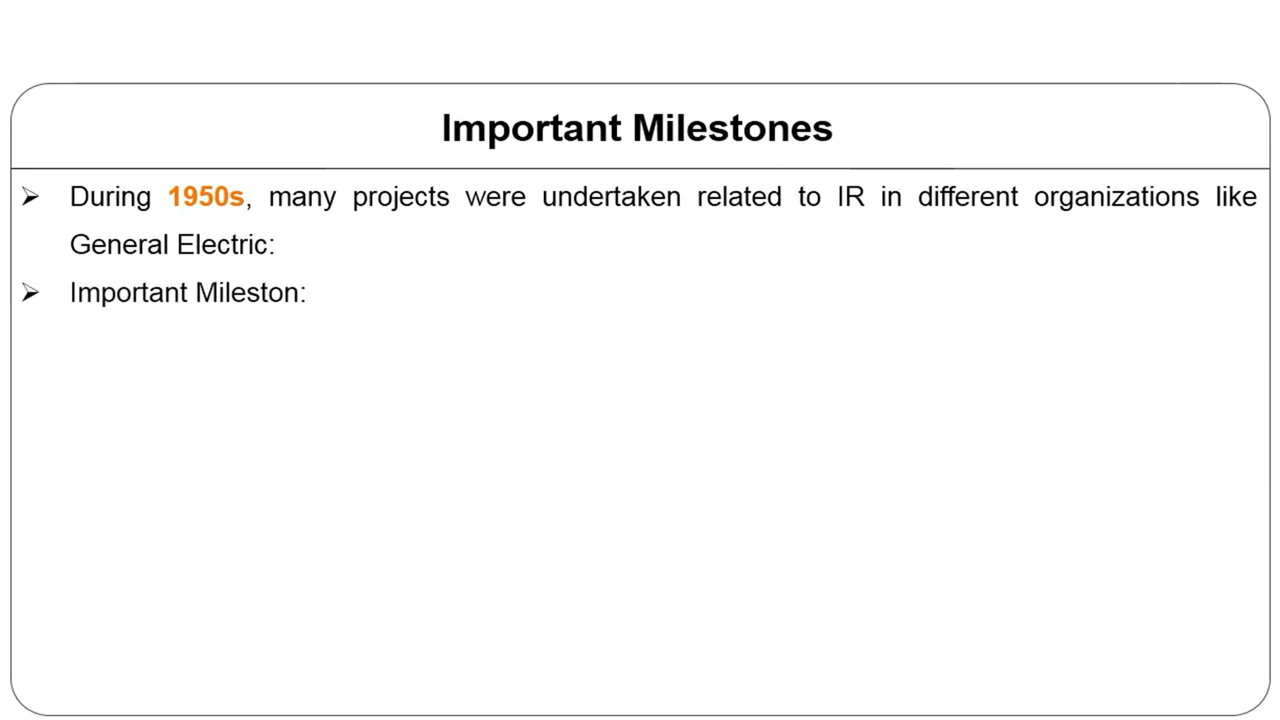 Important Milestones
➢ During 1950s, many projects were undertaken related to IR in different organizations like
General Electric:
➢ Important Mileston: